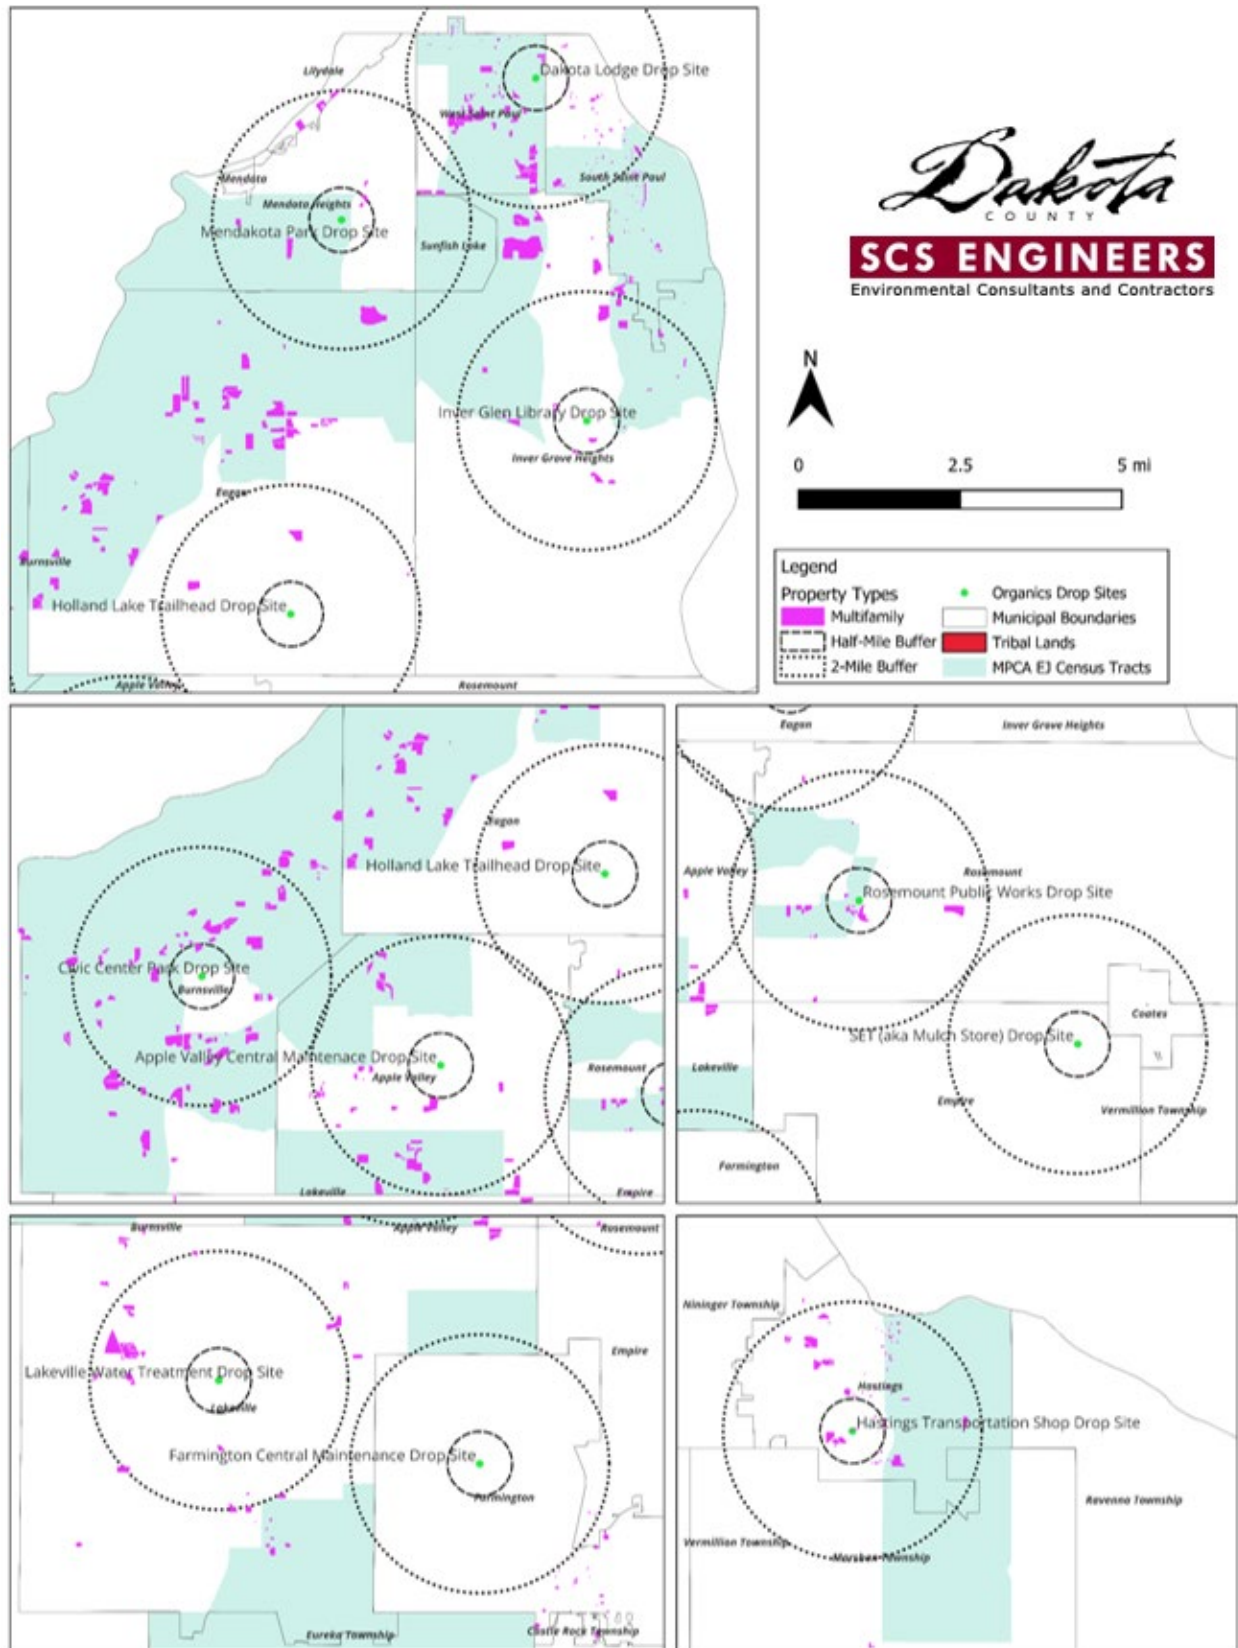 Lilydale
Dakota Lodge Drop Site
West Saint Paul
Mendota
South Saint Paul
Mendota Heights
Mendakota Park Drop Site
Sunfish Lake
Inver Glen Library Drop Site
Inver Grove Heights
Eagan
Burnsville
Holland Lake Trailhead Drop Site
Apple Valley
Rosemount
Dakota
COUNTY
SCS ENGINEERS
Environmental Consultants and Contractors
N
0 2.5 5 mi
Legend
Property Types
Multifamily
Half-Mile Buffer
2-Mile Buffer
Organics Drop Sites
Municipal Boundaries
Tribal Lands
MPCA EJ Census Tracts
Eagan
Holland Lake Trailhead Drop Site
Civic Center Park Drop Site
Burnsville
Apple Valley Central Maintenace Drop Site
Apple Valley
Rosemount
Lakeville
Empire
Eagan
Inver Grove Heights
Apple Valley
Rosemount
Rosemount Public Works Drop Site
Coates
SET (aka Mulch Store) Drop Site
Lakeville
Empire
Vermillion Township
Farmington
Burnsville
Apple Valley
Rosemount
Empire
Lakeville Water Treatment Drop Site
Lakeville
Farmington Central Maintenance Drop Site
Farmington
Eureka Township
Castle Rock Township
Nininger Township
Hastings
Hastings Transportation Shop Drop Site
Ravenna Township
Vermillion Township
Marshan Township